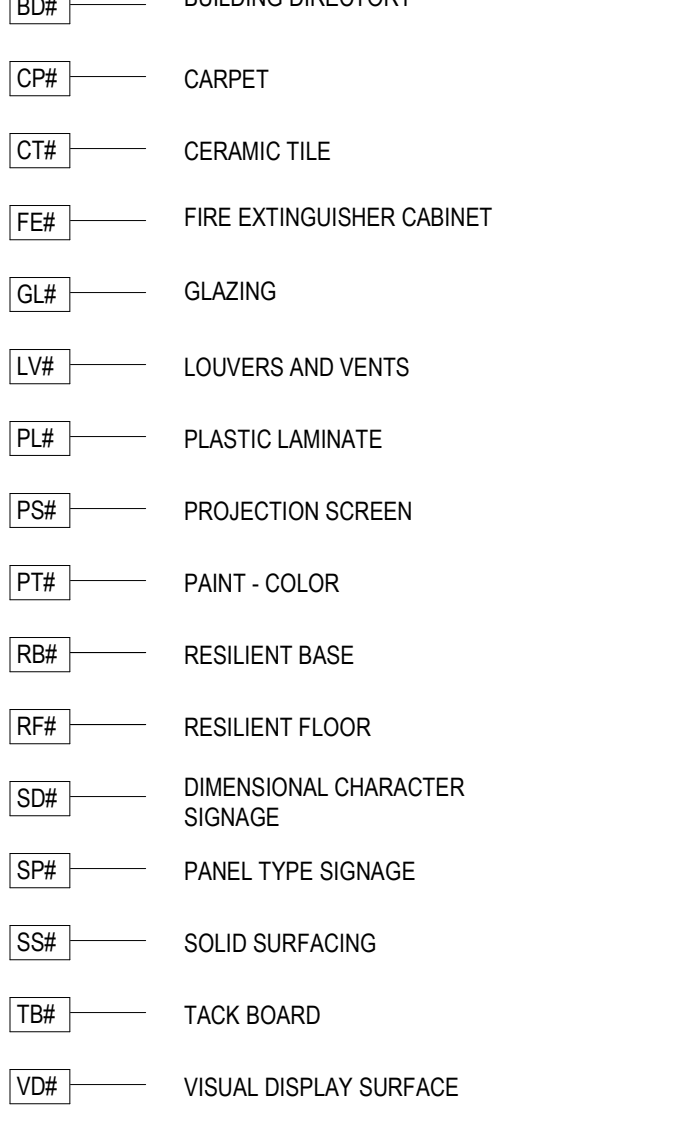 BD# BUILDING DIRECTORY
CP# CARPET
CT# CERAMIC TILE
FE# FIRE EXTINGUISHER CABINET
GL# GLAZING
LV# LOUVERS AND VENTS
PL# PLASTIC LAMINATE
PS# PROJECTION SCREEN
PT# PAINT - COLOR
RB# RESILIENT BASE
RF# RESILIENT FLOOR
SD# DIMENSIONAL CHARACTER
SIGNAGE
SP# PANEL TYPE SIGNAGE
SS# SOLID SURFACING
TB# TACK BOARD
VD# VISUAL DISPLAY SURFACE